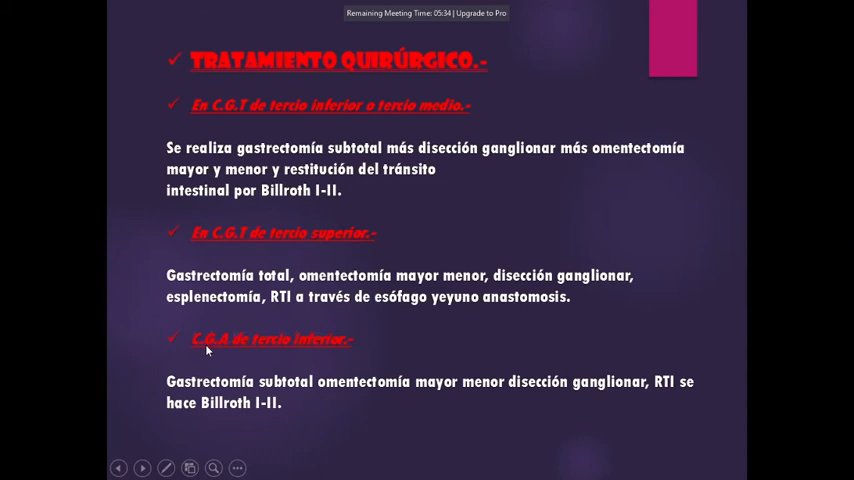 Remaining Meeting Time: 05:34 | Upgrade to Pro
TRATAMIENTO QUIRÚRGICO.-
En C.G.T de tercio inferior o tercio medio.-
Se realiza gastrectomía subtotal más disección ganglionar más omentectomía
mayor y menor y restitución del tránsito
intestinal por Billroth I-II.
En C.G.T de tercio superior.-
Gastrectomía total, omentectomía mayor menor, disección ganglionar,
esplenectomía, RTI a través de esófago yeyuno anastomosis.
C.G.A de tercio inferior.-
Gastrectomía subtotal omentectomía mayor menor disección ganglionar, RTI se
hace Billroth I-II.